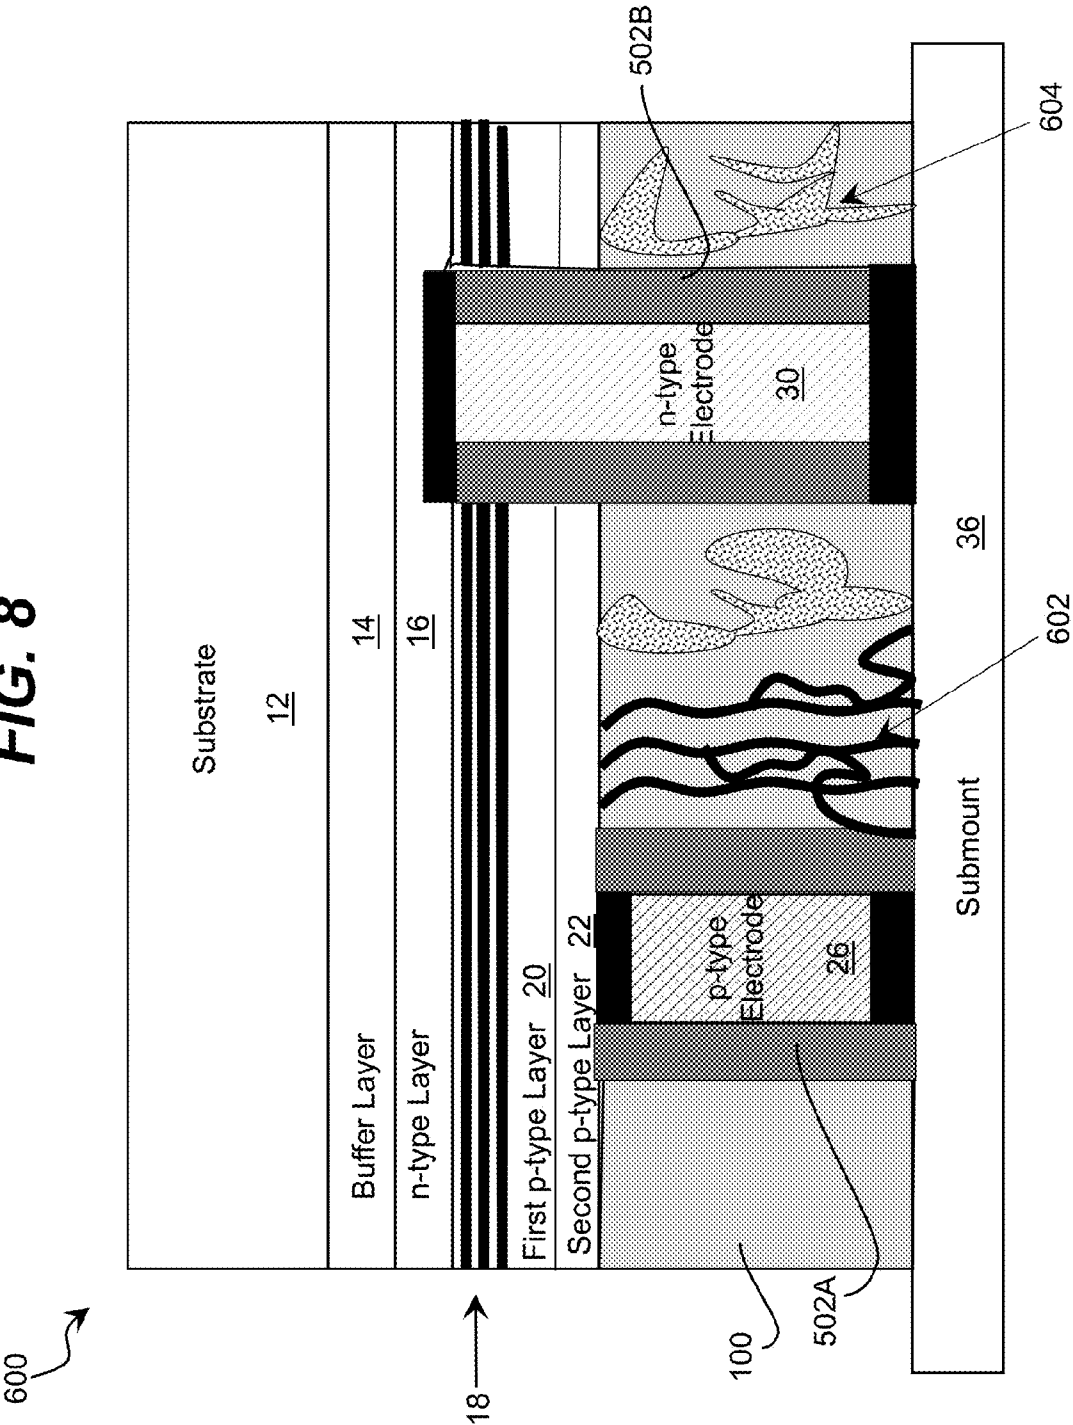 FIG. 8
600
Substrate
12
Buffer Layer 14
n-type Layer 16
18
First p-type Layer 20
Second p-type Layer 22
p-type
Electrode
26
n-type
Electrode
30
100
502A
502B
Submount
36
602
604